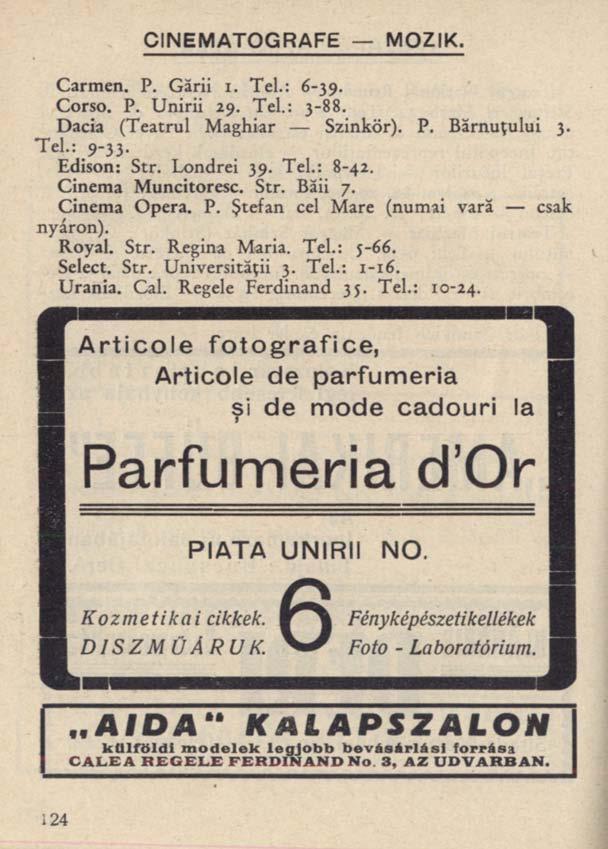 CINEMATOGRAFE — MOZIK.
Carmen. P. Gării 1. Tel.: 6-39.
Corso. P. Unirii 29. Tel.: 3-88.
Dacia (Teatrul Maghiar — Szinkör). P. Bărnuțului 3.
Tel.: 9-33.
Edison: Str. Londrei 39. Tel.: 8-42.
Cinema Muncitoresc. Str. Băii 7.
Cinema Opera. P. Ștefan cel Mare (numai vară — csak
nyáron).
Royal. Str. Regina Maria. Tel.: 5-66.
Select. Str. Universității 3. Tel.: 1-16.
Urania. Cal. Regele Ferdinand 35. Tel.: 10-24.
Articole fotografice,
Articole de parfumeria
și de mode cadouri la
Parfumeria d'Or
PIATA UNIRII NO.
6
Kozmetikai cikkek.
DISZMŰÁRUK.
Fényképészetikellékek
Foto - Laboratórium.
„AIDA“ KALAPSZALON
külföldi modelek legjobb bevásárlási forrása
CALEA REGELE FERDINAND No. 3, AZ UDVARBAN.
124